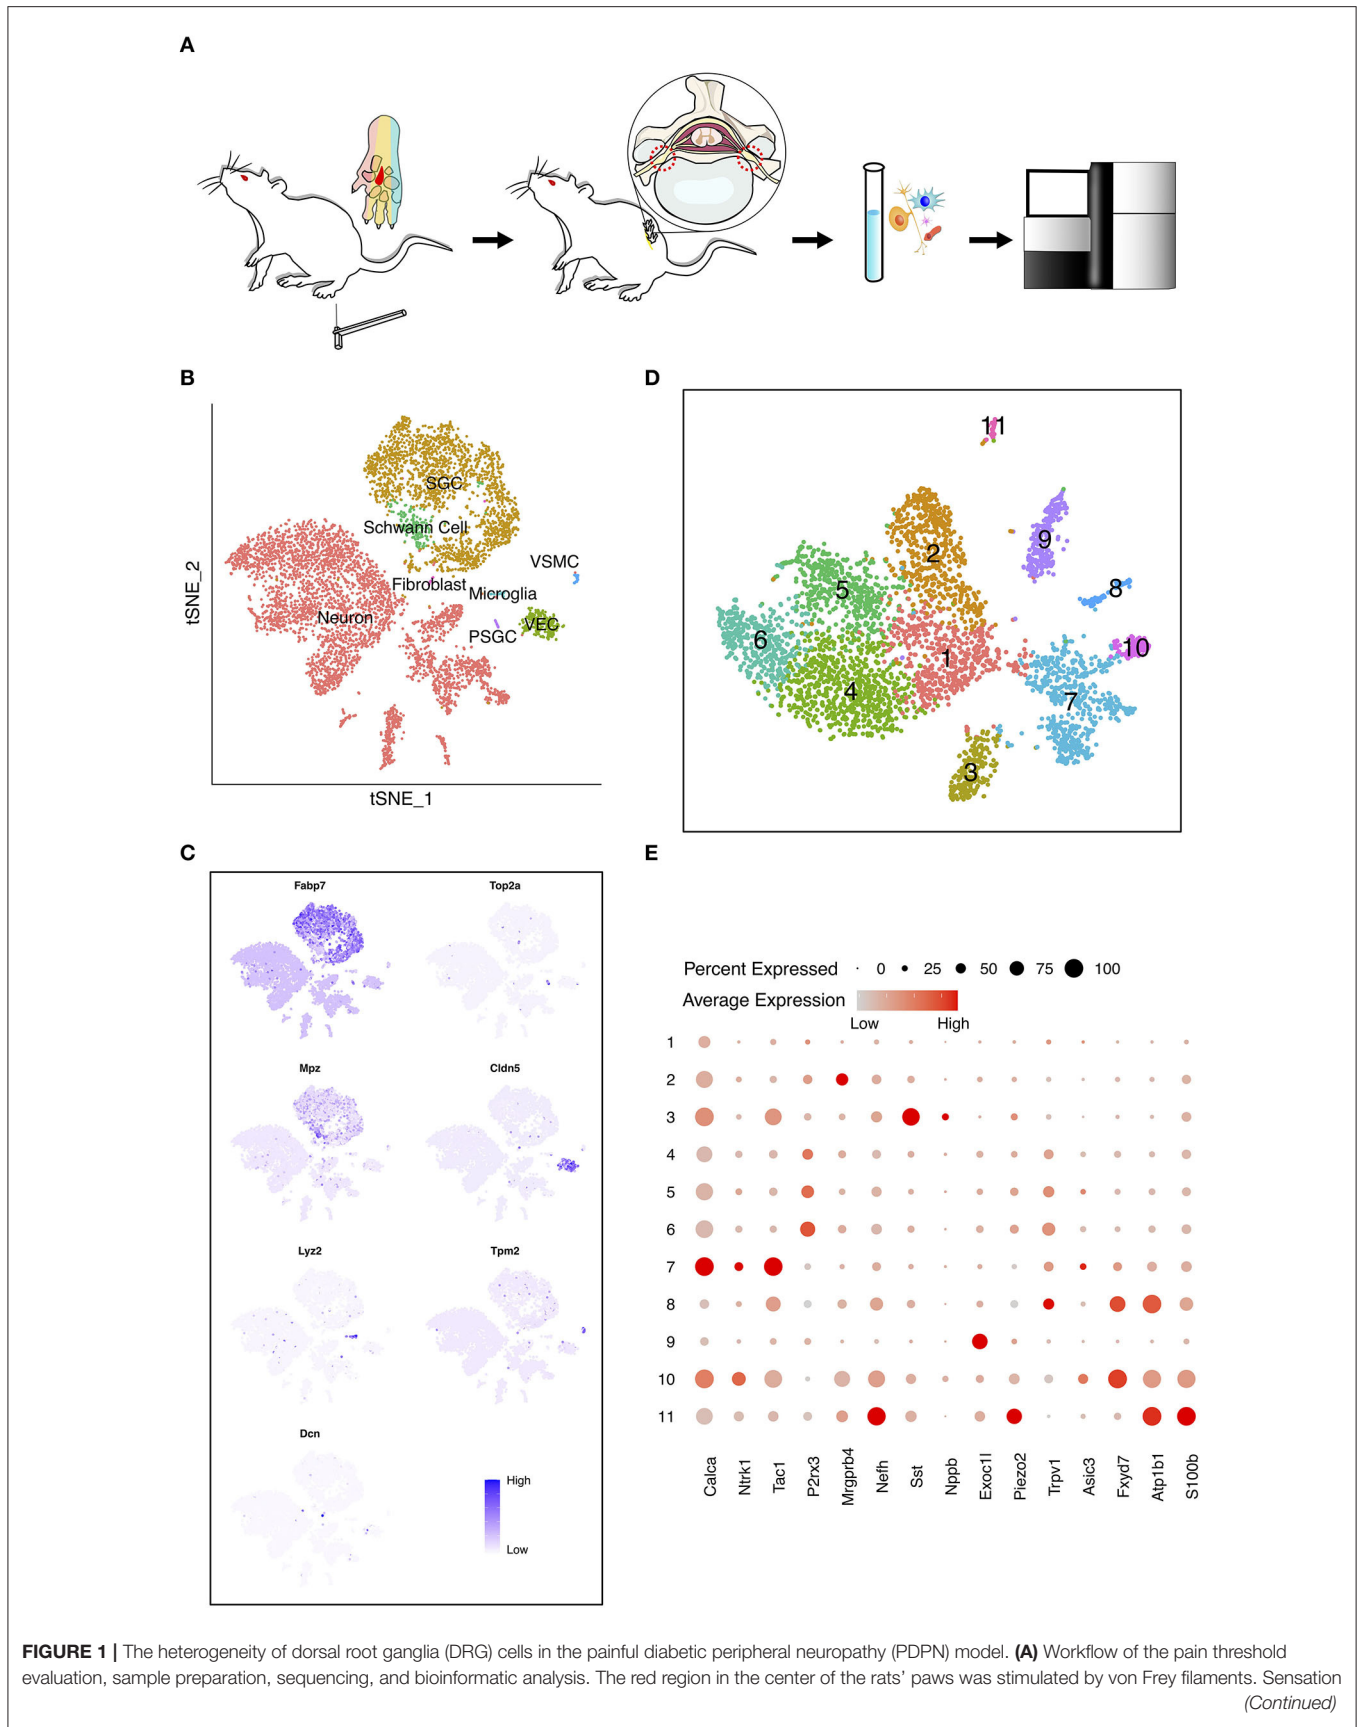 A
B
tSNE_2
SGC
Schwann Cell
VSMC
Fibroblast
Microglia
Neuron
PSGC
VEC
tSNE_1
D
11
2
9
5
8
6
1
10
4
7
3
C
Fabp7
Top2a
Mpz
Cldn5
Lyz2
Tpm2
Dcn
High
Low
E
Percent Expressed 0 25 50 75 100
Average Expression
Low High
1
2
3
4
5
6
7
8
9
10
11
Calca
Ntrk1
Tac1
P2rx3
Mrgprb4
Nefh
Sst
Nppb
Exoc1l
Piezo2
Trpv1
Asic3
Fxyd7
Atp1b1
S100b
FIGURE 1 | The heterogeneity of dorsal root ganglia (DRG) cells in the painful diabetic peripheral neuropathy (PDPN) model. (A) Workflow of the pain threshold
evaluation, sample preparation, sequencing, and bioinformatic analysis. The red region in the center of the rats’ paws was stimulated by von Frey filaments. Sensation
(Continued)